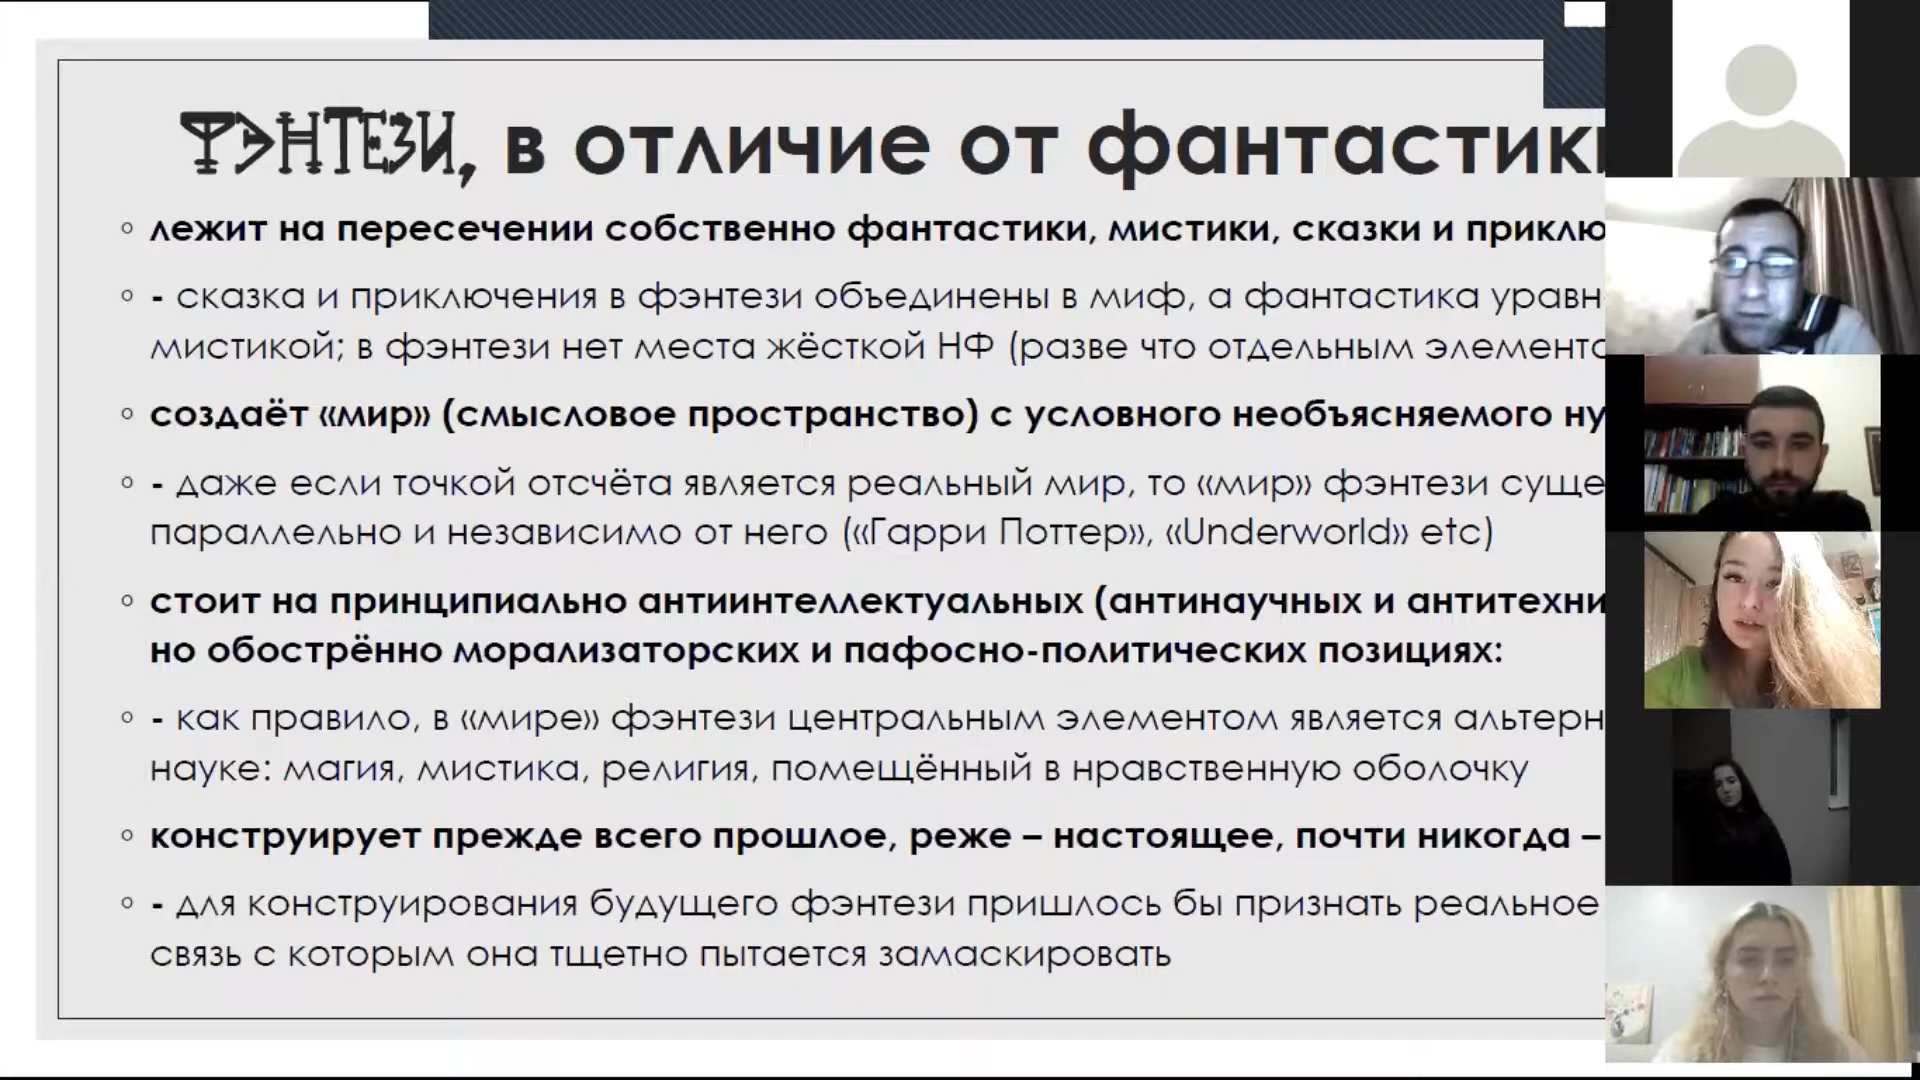 ФЭНТЕЗИ, в отличие от фантастики
лежит на пересечении собственно фантастики, мистики, сказки и приклю
- сказка и приключения в фэнтези объединены в миф, а фантастика уравн
мистикой; в фэнтези нет места жёсткой НФ (разве что отдельным элемента
создаёт «мир» (смысловое пространство) с условного необъясняемого ну
- даже если точкой отсчёта является реальный мир, то «мир» фэнтези суще
параллельно и независимо от него («Гарри Поттер», «Underworld» etc)
стоит на принципиально антиинтеллектуальных (антинаучных и антитехни
но обострённо морализаторских и пафосно-политических позициях:
- как правило, в «мире» фэнтези центральным элементом является альтерн
науке: магия, мистика, религия, помещённый в нравственную оболочку
конструирует прежде всего прошлое, реже – настоящее, почти никогда –
- для конструирования будущего фэнтези пришлось бы признать реальное
связь с которым она тщетно пытается замаскировать